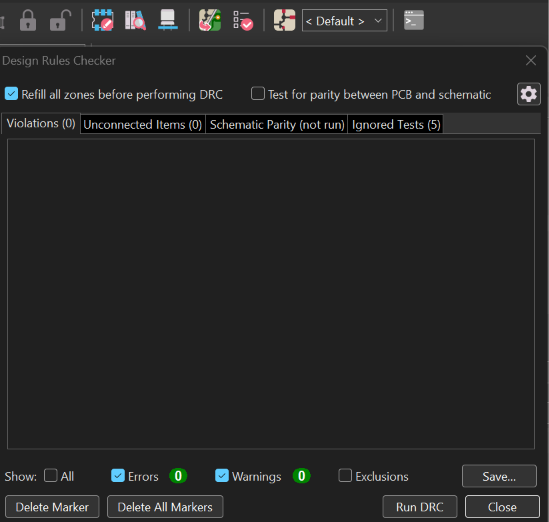 < Default >
Design Rules Checker
Refill all zones before performing DRC Test for parity between PCB and schematic
Violations (0) Unconnected Items (0) Schematic Parity (not run) Ignored Tests (5)
Show: All Errors 0 Warnings 0 Exclusions Save...
Delete Marker Delete All Markers Run DRC Close